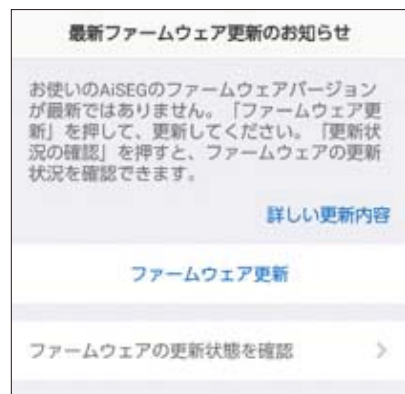 最新ファームウェア更新のお知らせ
お使いのAiSEGのファームウェアバージョン
が最新ではありません。「ファームウェア更
新」を押して、更新してください。「更新状
況の確認」を押すと、ファームウェアの更新
状況を確認できます。
詳しい更新内容
ファームウェア更新
ファームウェアの更新状態を確認